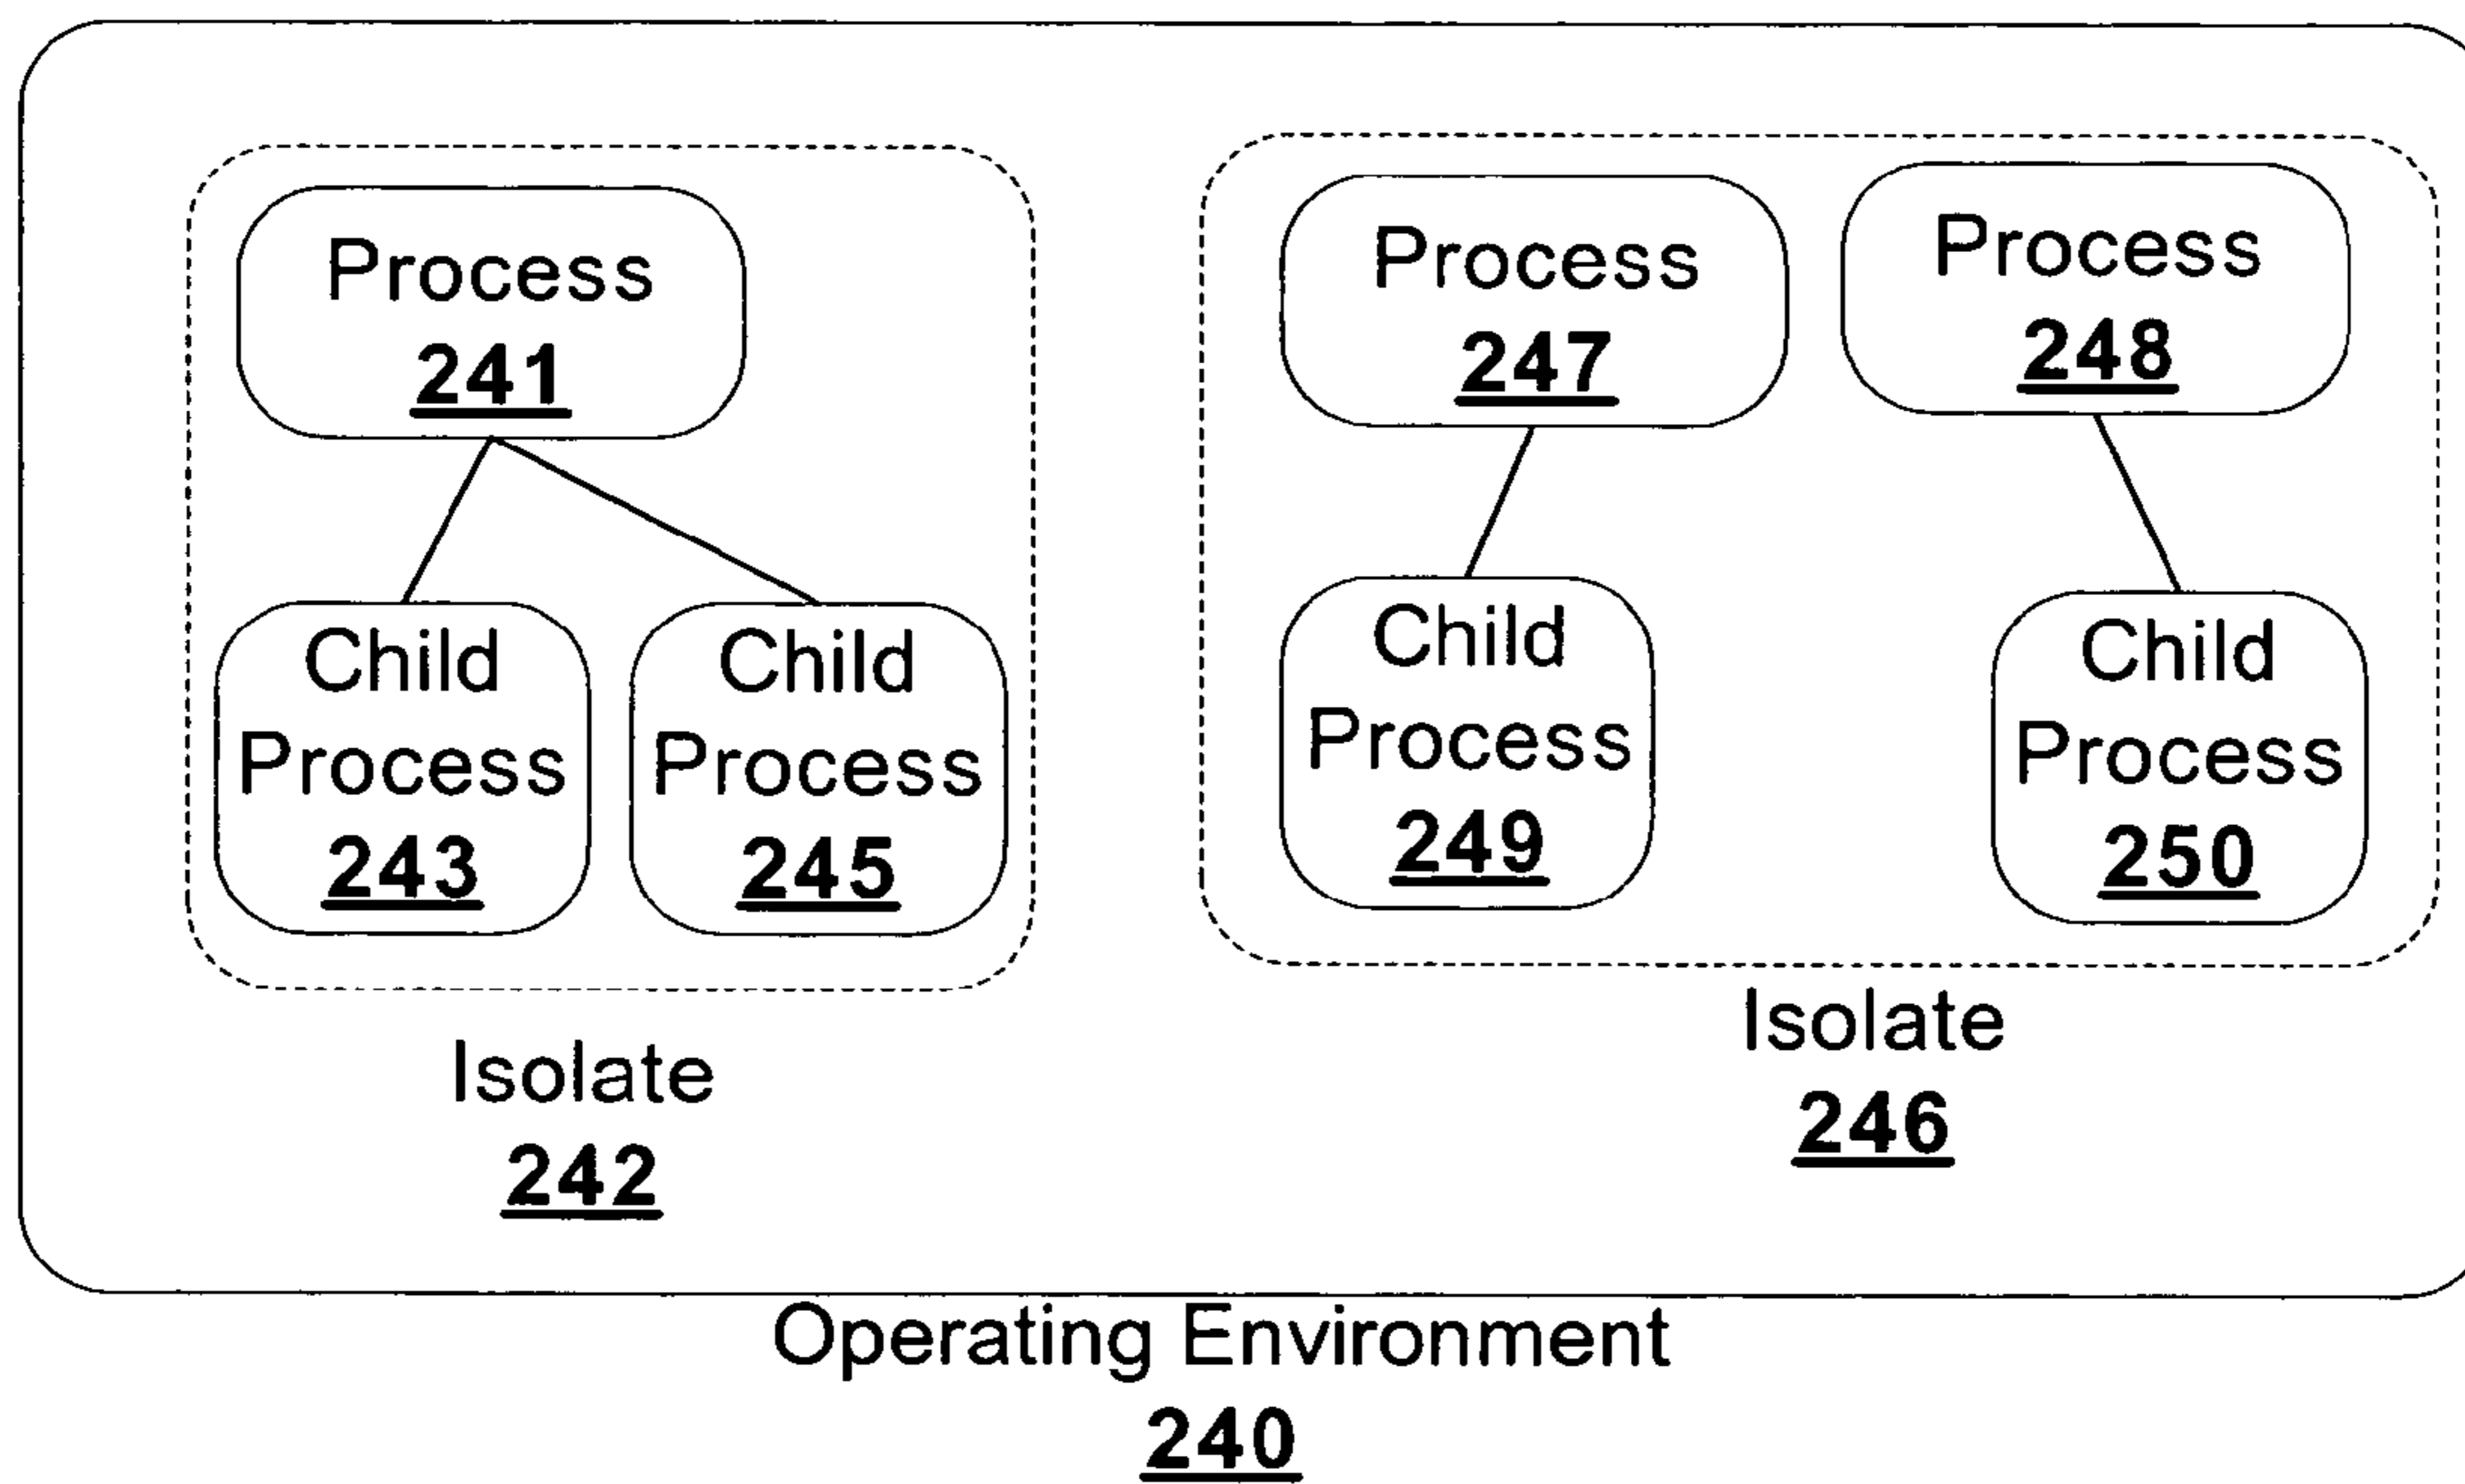 Process
241
Child
Process
243
Child
Process
245
Isolate
242
Process
247
Process
248
Child
Process
249
Child
Process
250
Isolate
246
Operating Environment
240